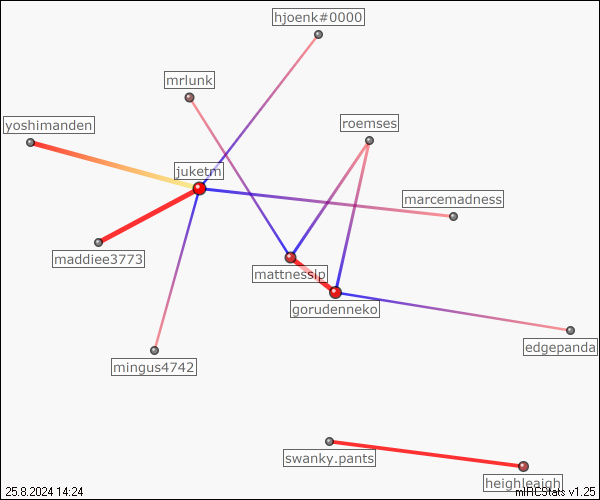 hjoenk#0000
mrlunk
yoshimanden
roemses
juketm
marcemadness
maddiee3773
mattnesslp
gorudenneko
edgepanda
mingus4742
swanky.pants
heighleaigh
25.8.2024 14:24
mIRCStats v1.25